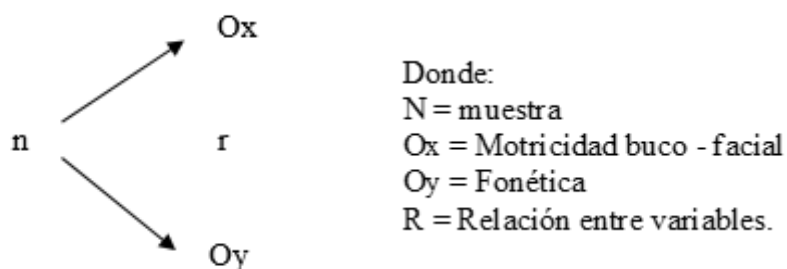 Ox
n
r
Oy
Donde:
N = muestra
Ox = Motricidad buco - facial
Oy = Fonética
R = Relación entre variables.